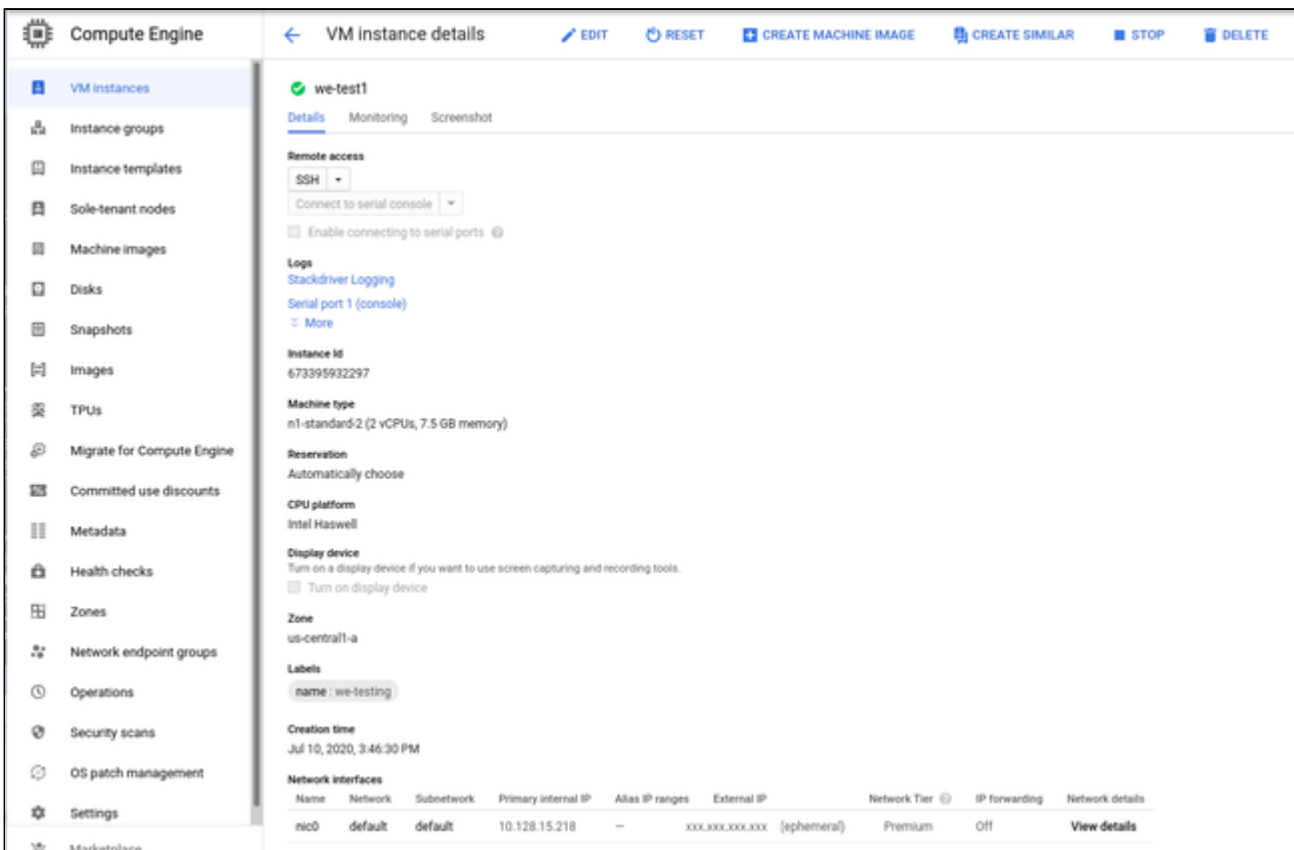 Compute Engine
VM instance details
EDIT
RESET
CREATE MACHINE IMAGE
CREATE SIMILAR
STOP
DELETE
VM instances
Instance groups
Instance templates
Sole-tenant nodes
Machine images
Disks
Snapshots
Images
TPUs
Migrate for Compute Engine
Committed use discounts
Metadata
Health checks
Zones
Network endpoint groups
Operations
Security scans
OS patch management
Settings
Marketplace
we-test1
Details Monitoring Screenshot
Remote access
SSH
Connect to serial console
Enable connecting to serial ports
Logs
Stackdriver Logging
Serial port 1 (console)
More
Instance Id
673395932297
Machine type
n1-standard-2 (2 vCPUs, 7.5 GB memory)
Reservation
Automatically choose
CPU platform
Intel Haswell
Display device
Turn on a display device if you want to use screen capturing and recording tools.
Turn on display device
Zone
us-central1-a
Labels
name : we-testing
Creation time
Jul 10, 2020, 3:46:30 PM
Network interfaces
Name Network Subnetwork Primary internal IP Alias IP ranges External IP Network Tier IP forwarding Network details
nic0 default default 10.128.15.218 — xxx.xxx.xxx.xxx (ephemeral) Premium Off View details